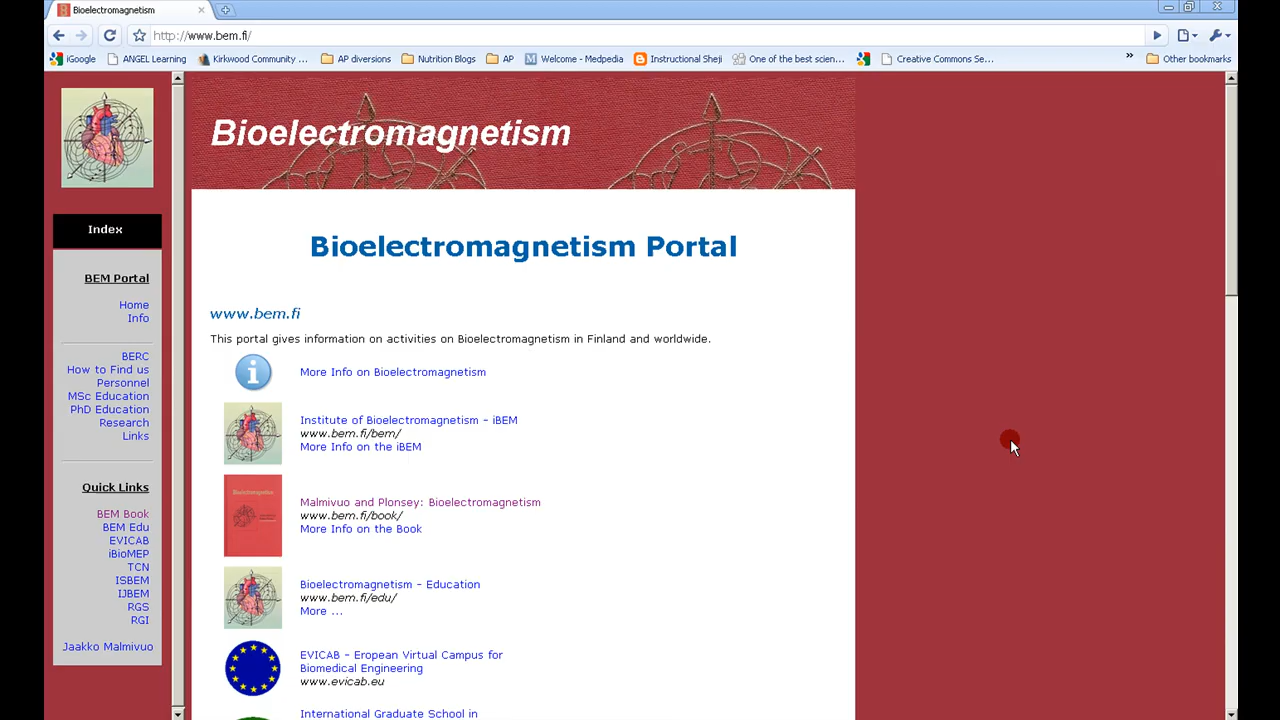 Bioelectromagnetism
http://www.bem.fi/
iGoogle
ANGEL Learning
Kirkwood Community ...
AP diversions
Nutrition Blogs
AP
Welcome - Medpedia
Instructional Sheji
One of the best scien...
Creative Commons Se...
»
Other bookmarks
Bioelectromagnetism
Index
BEM Portal
Home
Info
BERC
How to Find us
Personnel
MSc Education
PhD Education
Research
Links
Quick Links
BEM Book
BEM Edu
EVICAB
iBioMEP
TCN
ISBEM
IJBEM
RGS
RGI
Jaakko Malmivuo
Bioelectromagnetism Portal
www.bem.fi
This portal gives information on activities on Bioelectromagnetism in Finland and worldwide.
More Info on Bioelectromagnetism
Institute of Bioelectromagnetism - iBEM
www.bem.fi/bem/
More Info on the iBEM
Malmivuo and Plonsey: Bioelectromagnetism
www.bem.fi/book/
More Info on the Book
Bioelectromagnetism - Education
www.bem.fi/edu/
More ...
EVICAB - Eropean Virtual Campus for
Biomedical Engineering
www.evicab.eu
International Graduate School in